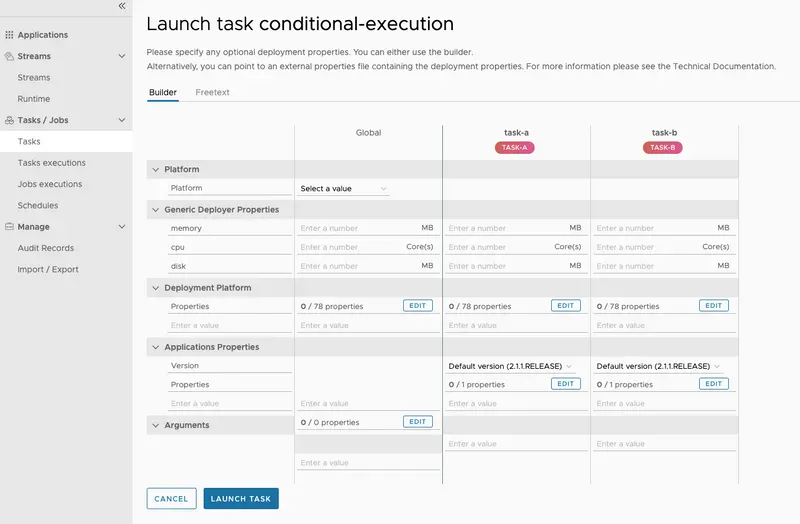 Applications
Streams
Streams
Runtime
Tasks / Jobs
Tasks
Tasks executions
Jobs executions
Schedules
Manage
Audit Records
Import / Export
Launch task conditional-execution
Please specify any optional deployment properties. You can either use the builder.
Alternatively, you can point to an external properties file containing the deployment properties. For more information please see the Technical Documentation.
Builder Freetext
Global task-a task-b
TASK-A TASK-B
Platform
Platform Select a value
Generic Deployer Properties
memory Enter a number MB Enter a number MB Enter a number MB
cpu Enter a number Core(s) Enter a number Core(s) Enter a number Core(s)
disk Enter a number MB Enter a number MB Enter a number MB
Deployment Platform
Properties 0 / 78 properties EDIT 0 / 78 properties EDIT 0 / 78 properties EDIT
Enter a value Enter a value Enter a value Enter a value
Applications Properties
Version Default version (2.1.1.RELEASE) Default version (2.1.1.RELEASE)
Properties 0 / 1 properties EDIT 0 / 1 properties EDIT
Enter a value Enter a value Enter a value Enter a value
Arguments 0 / 0 properties EDIT
Enter a value Enter a value
Enter a value
CANCEL LAUNCH TASK